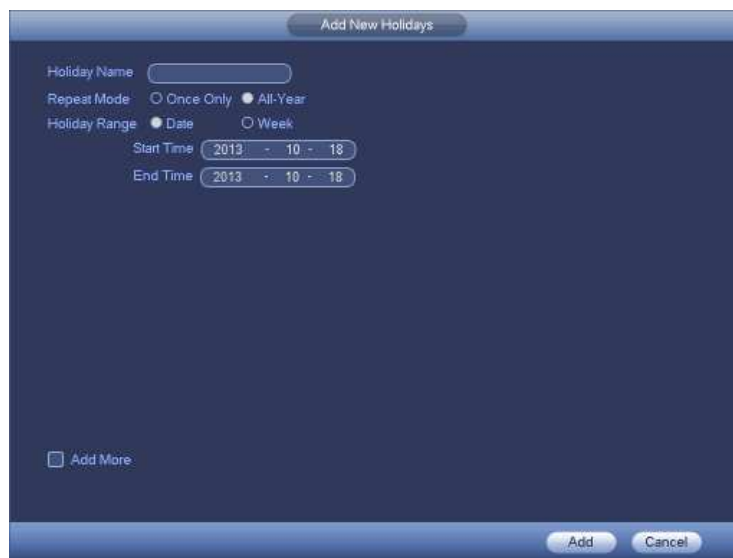 Add New Holidays
Holiday Name
Repeat Mode Once Only All-Year
Holiday Range Date Week
Start Time 2013 - 10 - 18
End Time 2013 - 10 - 18
Add More
Add Cancel